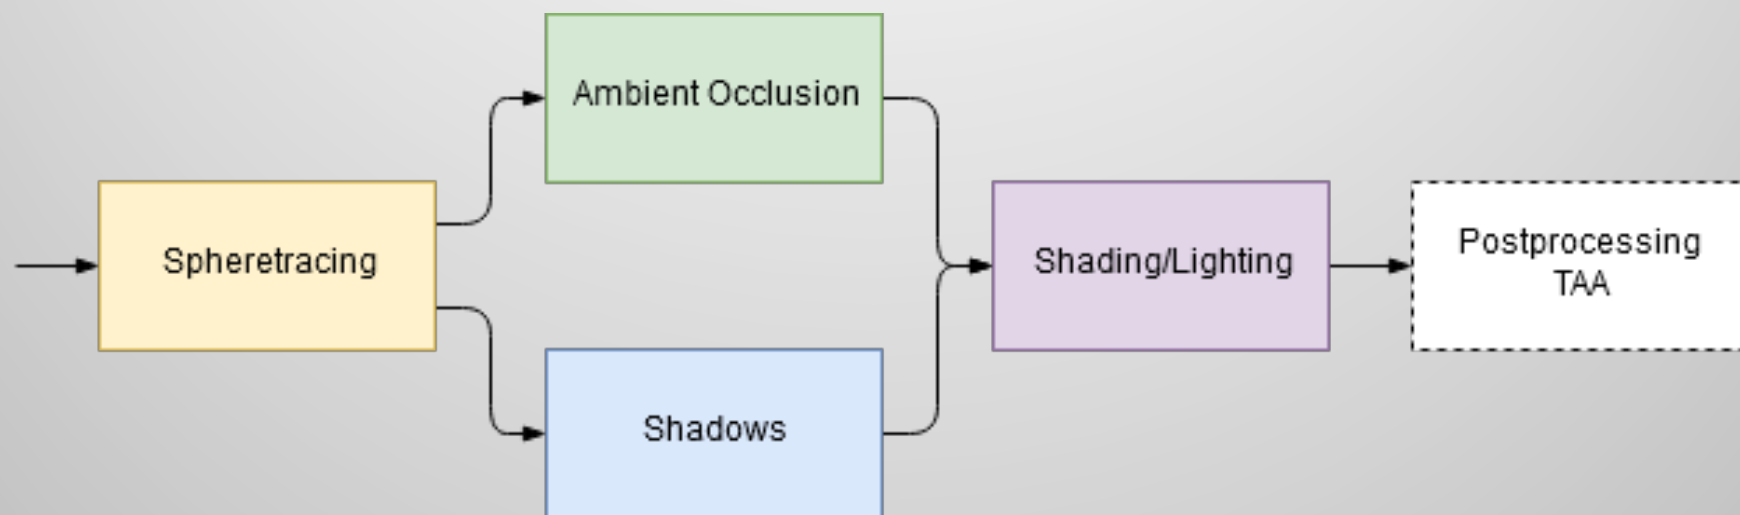 Ambient Occlusion
Spheretracing
Shading/Lighting
Postprocessing
TAA
Shadows